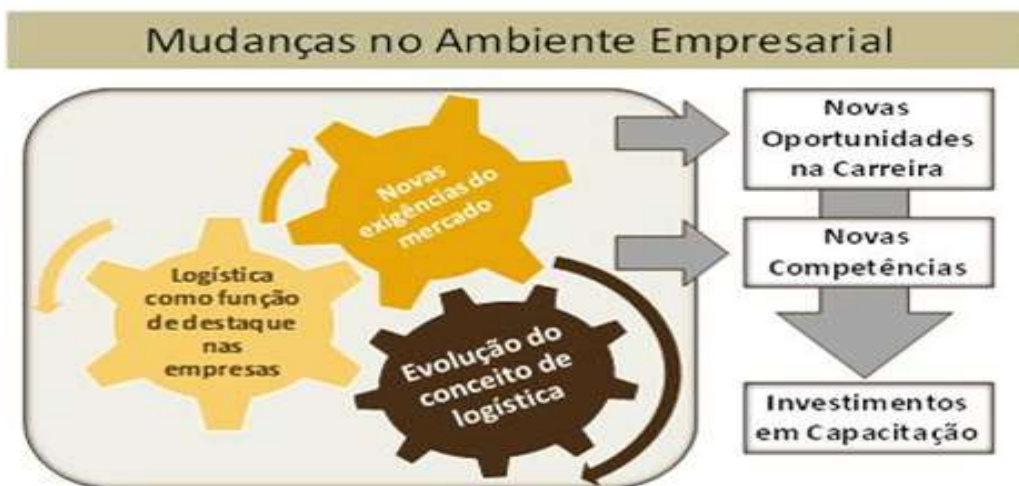 Mudanças no Ambiente Empresarial
Novas
exigências do
mercado
Logística
como função
de destaque
nas
empresas
Evolução do
conceito de
logística
Novas
Oportunidades
na Carreira
Novas
Competências
Investimentos
em Capacitação